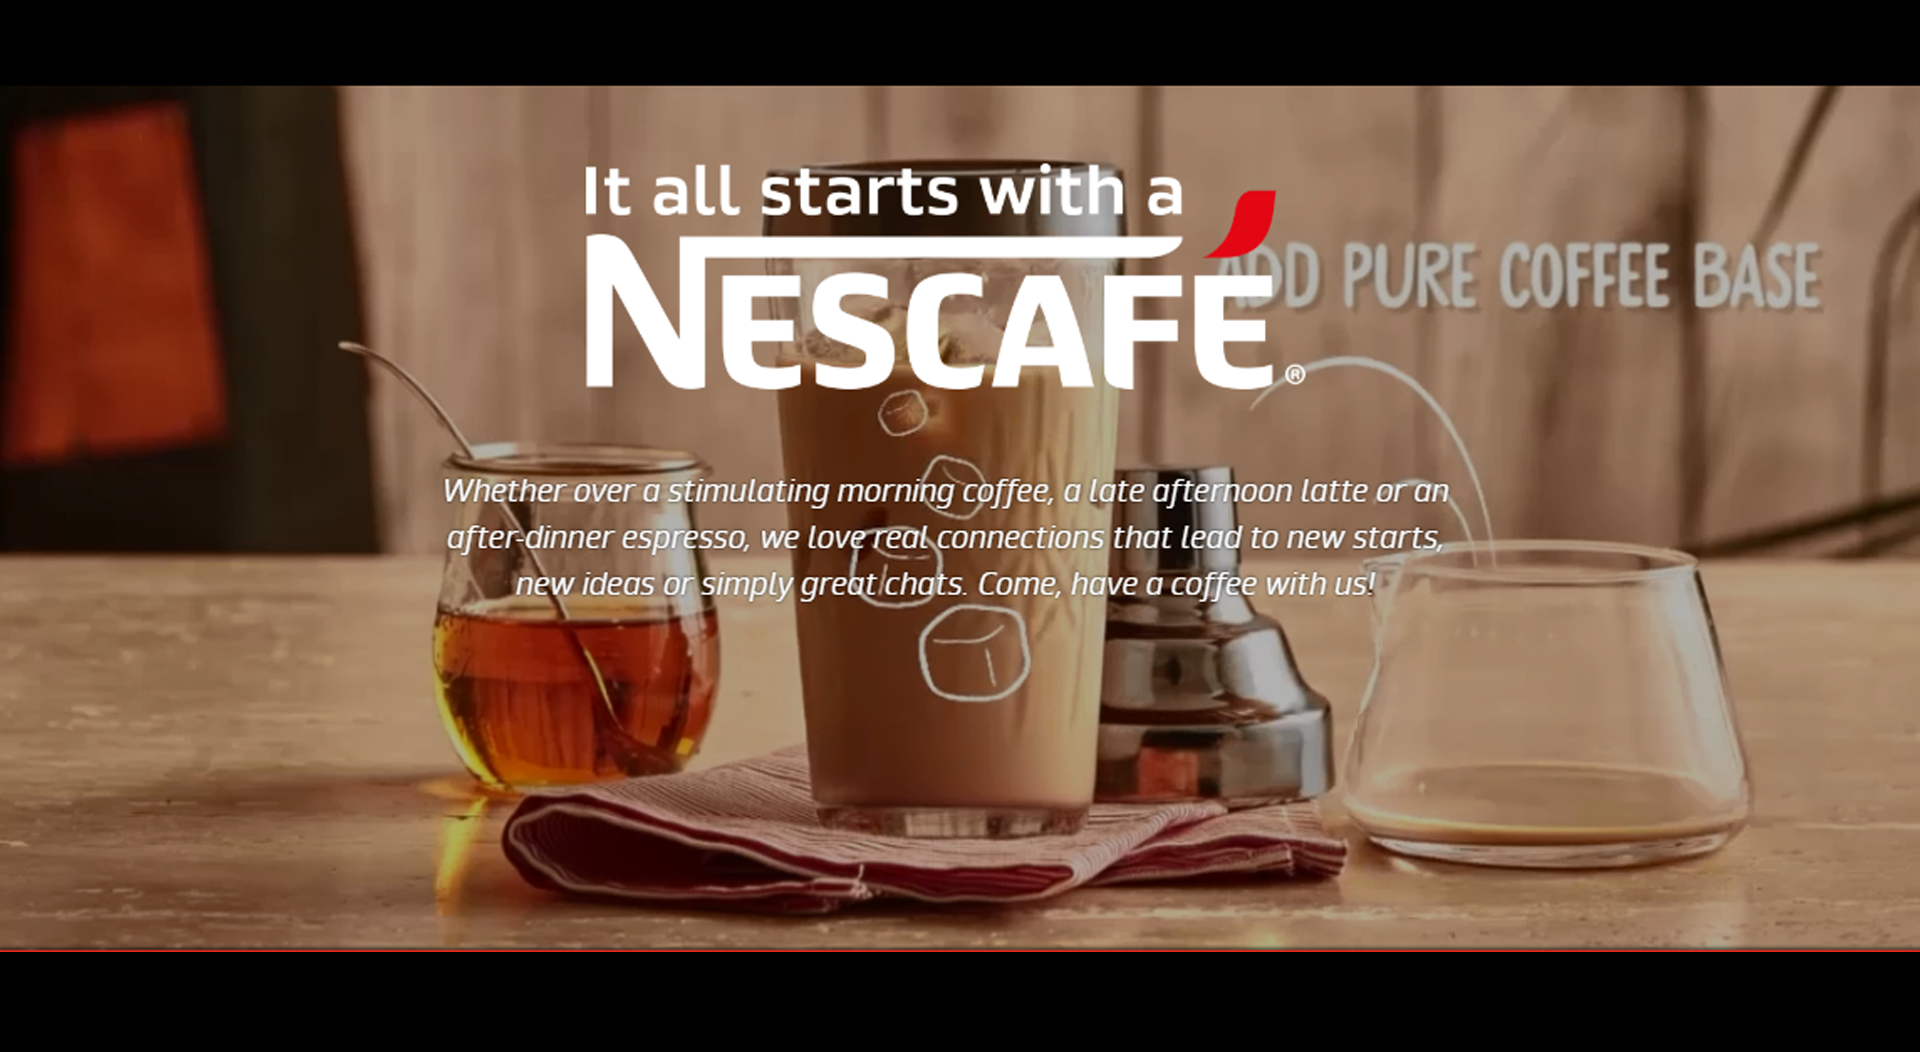 It all starts with a
NESCAFÉ®
ADD PURE COFFEE BASE
Whether over a stimulating morning coffee, a late afternoon latte or an
after-dinner espresso, we love real connections that lead to new starts,
new ideas or simply great chats. Come, have a coffee with us!